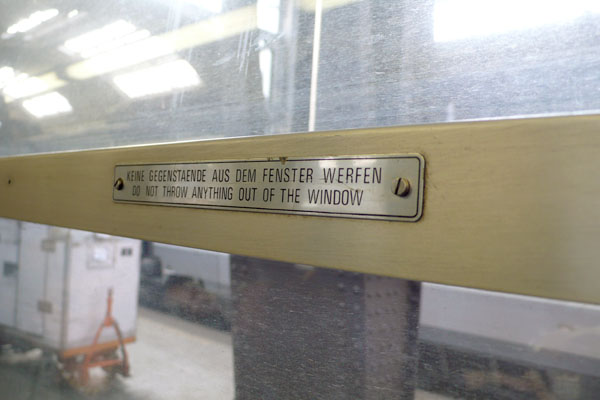 KEINE GEGENSTAENDE AUS DEM FENSTER WERFEN
DO NOT THROW ANYTHING OUT OF THE WINDOW